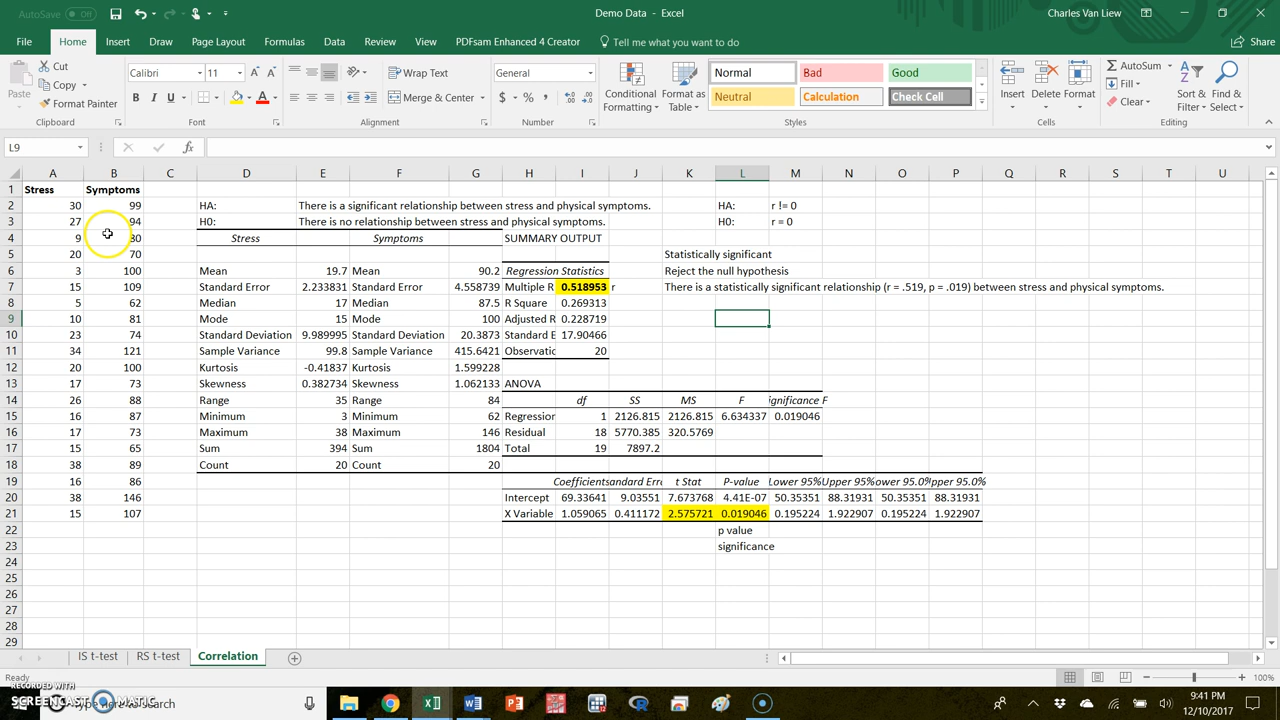 AutoSave Off
Demo Data - Excel
Charles Van Liew
File Home Insert Draw Page Layout Formulas Data Review View PDFsam Enhanced 4 Creator Tell me what you want to do Share
Paste Cut Copy Format Painter
Calibri 11 B I U A
Wrap Text Merge & Center
General $ % ,
Conditional Formatting Format as Table
Normal Bad Good
Neutral Calculation Check Cell
Insert Delete Format
AutoSum Fill Clear Sort & Filter Find & Select
Clipboard Font Alignment Number Styles Cells Editing
L9 fx
A B C D E F G H I J K L M N O P Q R S T U
1 Stress Symptoms
2 30 99 HA: There is a significant relationship between stress and physical symptoms. HA: r != 0
3 27 94 H0: There is no relationship between stress and physical symptoms. H0: r = 0
4 9 80 Stress Symptoms SUMMARY OUTPUT
5 20 70 Statistically significant
6 3 100 Mean 19.7 Mean 90.2 Regression Statistics Reject the null hypothesis
7 15 109 Standard Error 2.233831 Standard Error 4.558739 Multiple R 0.518953 r There is a statistically significant relationship (r = .519, p = .019) between stress and physical symptoms.
8 5 62 Median 17 Median 87.5 R Square 0.269313
9 10 81 Mode 15 Mode 100 Adjusted R 0.228719
10 23 74 Standard Deviation 9.989995 Standard Deviation 20.3873 Standard E 17.90466
11 34 121 Sample Variance 99.8 Sample Variance 415.6421 Observatic 20
12 20 100 Kurtosis -0.41837 Kurtosis 1.599228
13 17 73 Skewness 0.382734 Skewness 1.062133 ANOVA
14 26 88 Range 35 Range 84 df SS MS F ignificance F
15 16 87 Minimum 3 Minimum 62 Regression 1 2126.815 2126.815 6.634337 0.019046
16 17 73 Maximum 38 Maximum 146 Residual 18 5770.385 320.5769
17 15 65 Sum 394 Sum 1804 Total 19 7897.2
18 38 89 Count 20 Count 20
19 16 86 Coefficients andard Erro t Stat P-value Lower 95% Upper 95% ower 95.0% pper 95.0%
20 38 146 Intercept 69.33641 9.03551 7.673768 4.41E-07 50.35351 88.31931 50.35351 88.31931
21 15 107 X Variable 1.059065 0.411172 2.575721 0.019046 0.195224 1.922907 0.195224 1.922907
22 p value
23 significance
24
25
26
27
28
29
IS t-test RS t-test Correlation
Ready 100%
RECORDED WITH
SCREENCAST MATIC
Type here to search
9:41 PM
12/10/2017